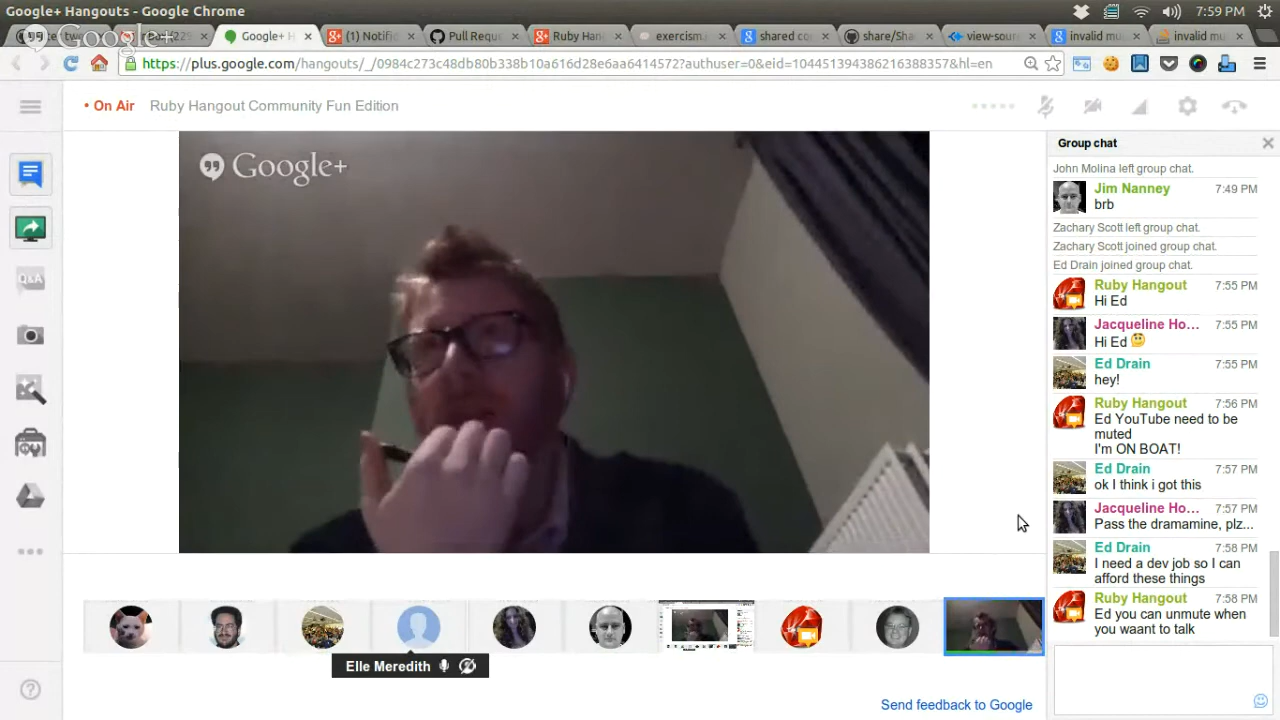 Google+ Hangouts - Google Chrome
7:59 PM
Google+
Google+ H
(1) Notific
Pull Requ
Ruby Han
exercism
shared co
share/Sha
view-sour
invalid mu
invalid mu
https://plus.google.com/hangouts/_/0984c273c48db80b338b10a616d28e6a6414572?authuser=0&eid=104451394386216388357&hl=en
On Air Ruby Hangout Community Fun Edition
Google+
Q&A
Group chat
John Molina left group chat.
Jim Nanney 7:49 PM
brb
Zachary Scott left group chat.
Zachary Scott joined group chat.
Ed Drain joined group chat.
Ruby Hangout 7:55 PM
Hi Ed
Jacqueline Ho... 7:55 PM
Hi Ed
Ed Drain 7:55 PM
hey!
Ruby Hangout 7:56 PM
Ed YouTube need to be
muted
I'm ON BOAT!
Ed Drain 7:57 PM
ok I think i got this
Jacqueline Ho... 7:57 PM
Pass the dramamine, plz...
Ed Drain 7:58 PM
I need a dev job so I can
afford these things
Ruby Hangout 7:58 PM
Ed you can unmute when
you waant to talk
Elle Meredith
Send feedback to Google